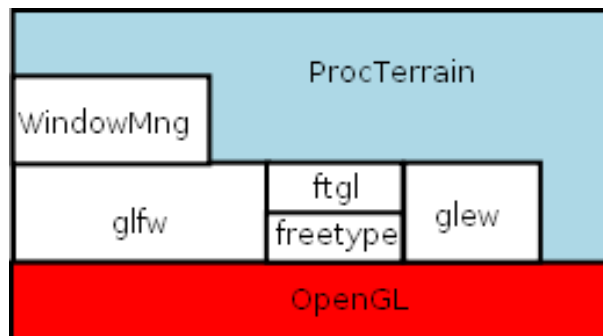 ProcTerrain
WindowMng
glfw
ftgl
freetype
glew
OpenGL